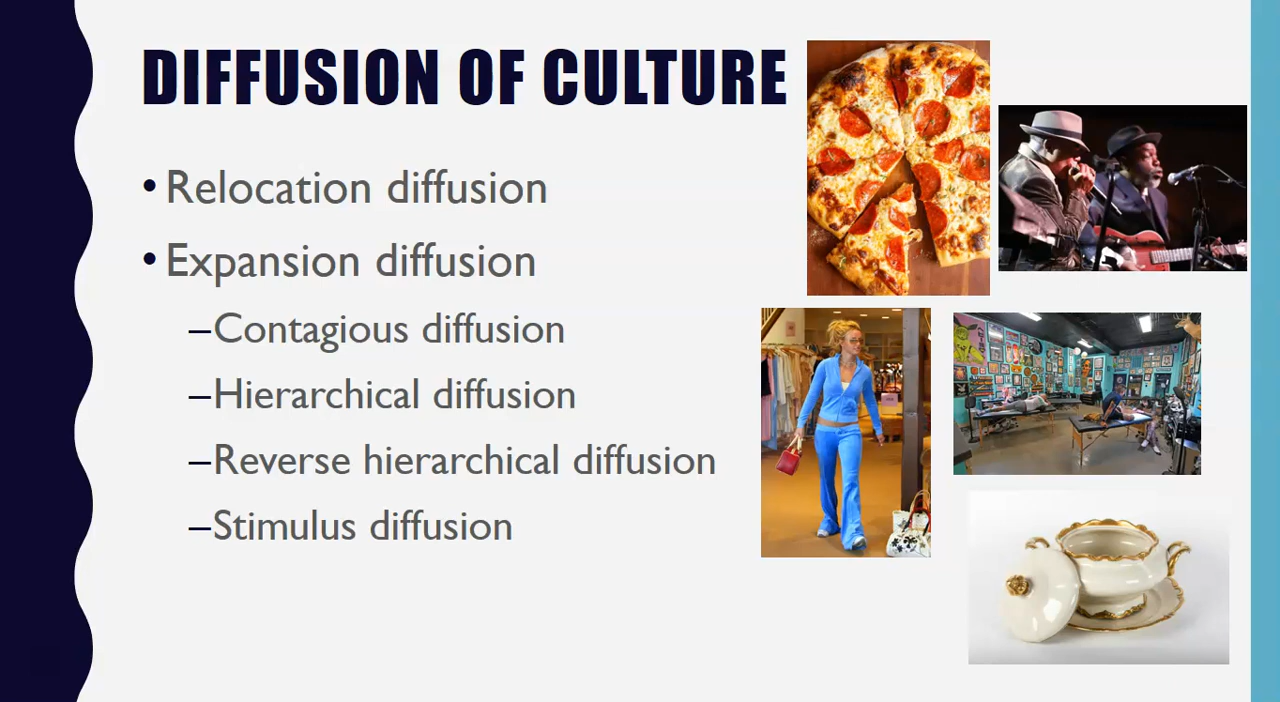 DIFFUSION OF CULTURE
• Relocation diffusion
• Expansion diffusion
–Contagious diffusion
–Hierarchical diffusion
–Reverse hierarchical diffusion
–Stimulus diffusion